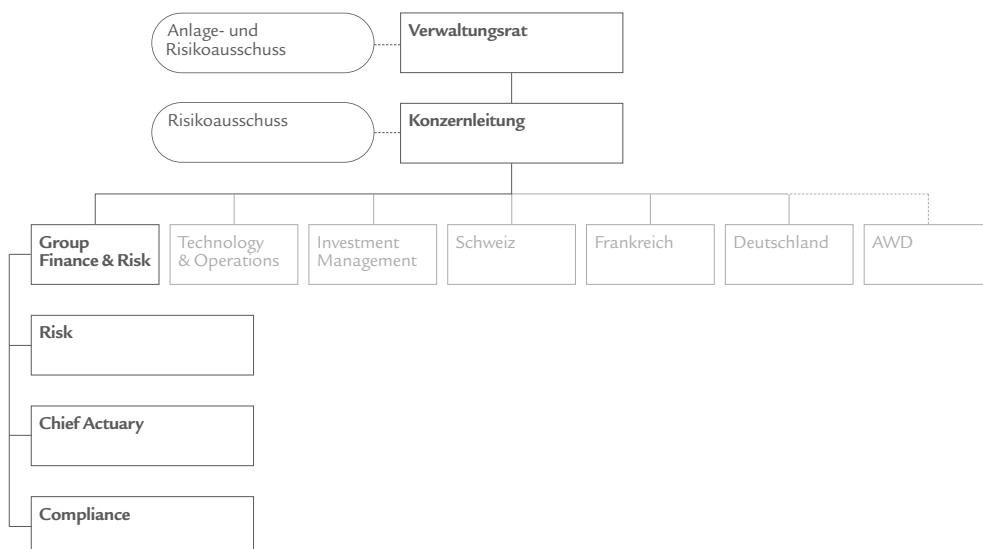 Anlage- und
Risikoausschuss
Verwaltungsrat
Risikoausschuss
Konzernleitung
Group
Finance & Risk
Technology
& Operations
Investment
Management
Schweiz
Frankreich
Deutschland
AWD
Risk
Chief Actuary
Compliance